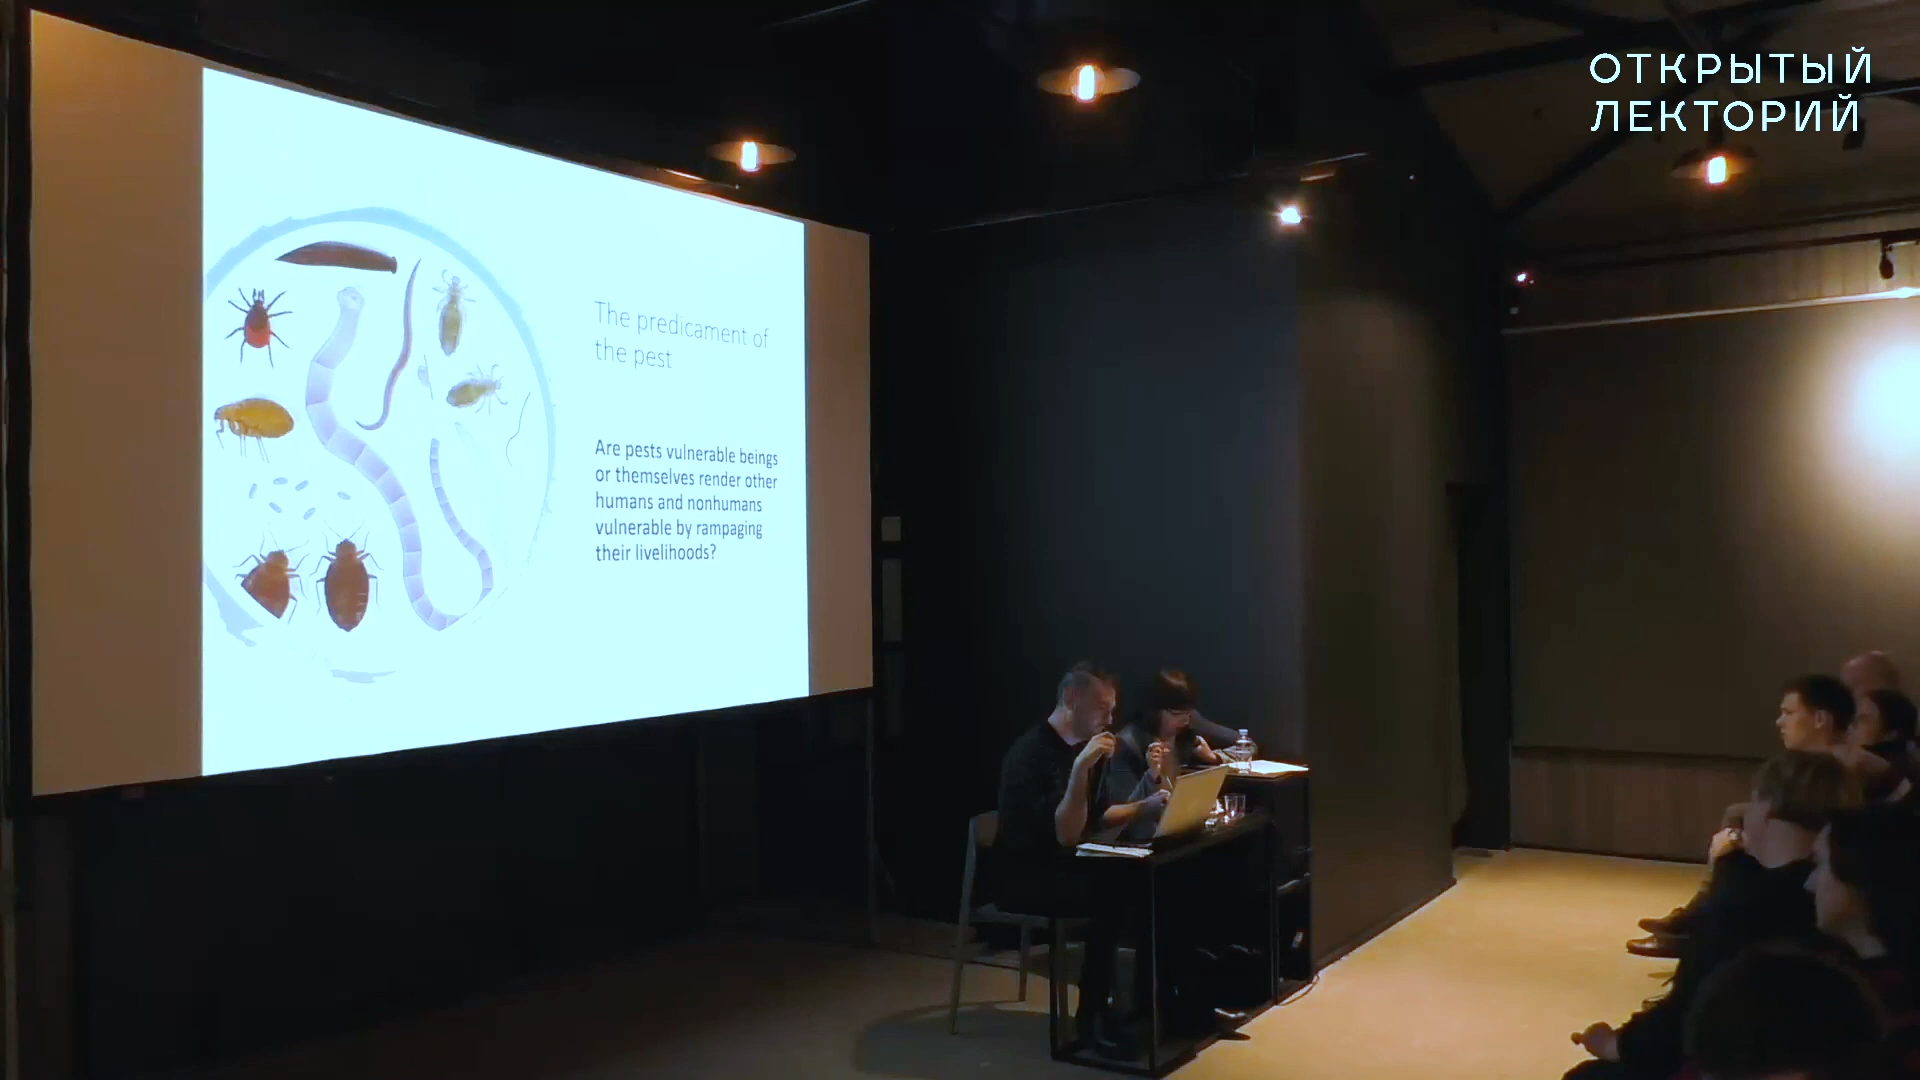 ОТКРЫТЫЙ
ЛЕКТОРИЙ
The predicament of
the pest
Are pests vulnerable beings
or themselves render other
humans and nonhumans
vulnerable by rampaging
their livelihoods?